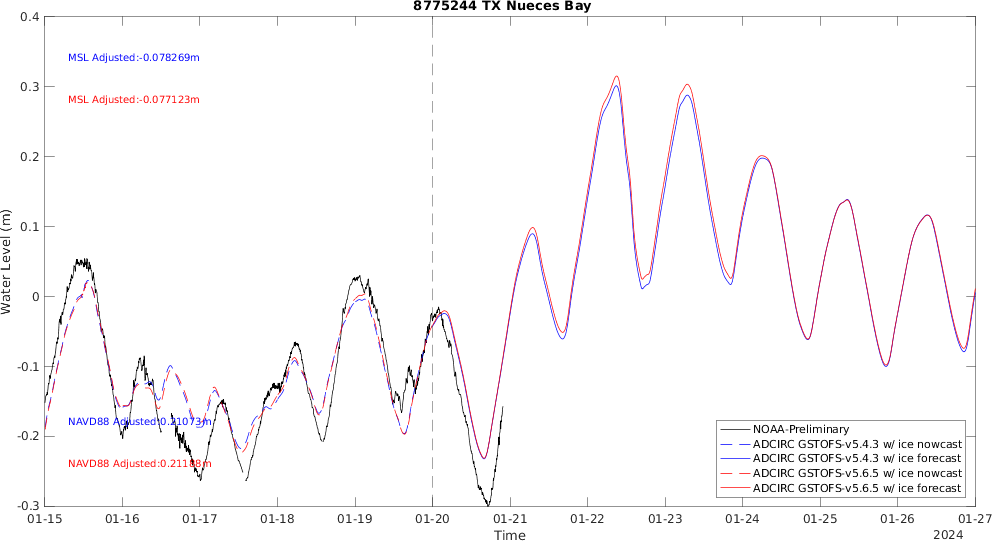 8775244 TX Nueces Bay
0.4
0.3
0.2
0.1
0
-0.1
-0.2
-0.3
Water Level (m)
MSL Adjusted:-0.078269m
MSL Adjusted:-0.077123m
NAVD88 Adjusted:0.21073m
NAVD88 Adjusted:0.21188m
NOAA-Preliminary
ADCIRC GSTOFS-v5.4.3 w/ ice nowcast
ADCIRC GSTOFS-v5.4.3 w/ ice forecast
ADCIRC GSTOFS-v5.6.5 w/ ice nowcast
ADCIRC GSTOFS-v5.6.5 w/ ice forecast
01-15 01-16 01-17 01-18 01-19 01-20 01-21 01-22 01-23 01-24 01-25 01-26 01-27
Time
2024